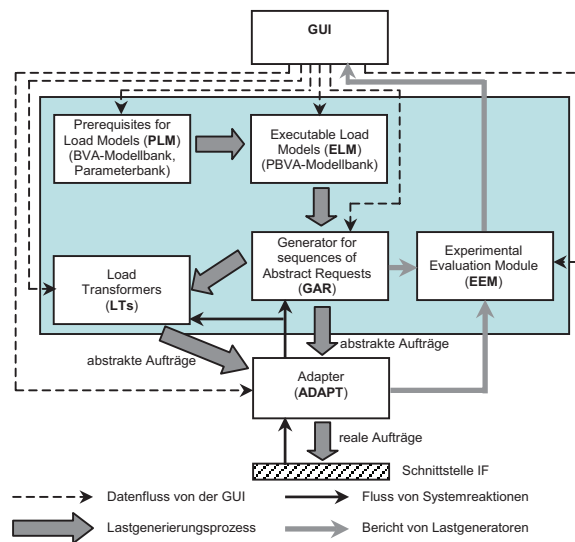 GUI
Prerequisites for
Load Models (PLM)
(BVA-Modellbank,
Parameterbank)
Executable Load
Models (ELM)
(PBVA-Modellbank)
Load
Transformers
(LTs)
Generator for
sequences of
Abstract Requests
(GAR)
Experimental
Evaluation Module
(EEM)
abstrakte Aufträge
abstrakte Aufträge
Adapter
(ADAPT)
reale Aufträge
Schnittstelle IF
Datenfluss von der GUI
Fluss von Systemreaktionen
Lastgenerierungsprozess
Bericht von Lastgeneratoren